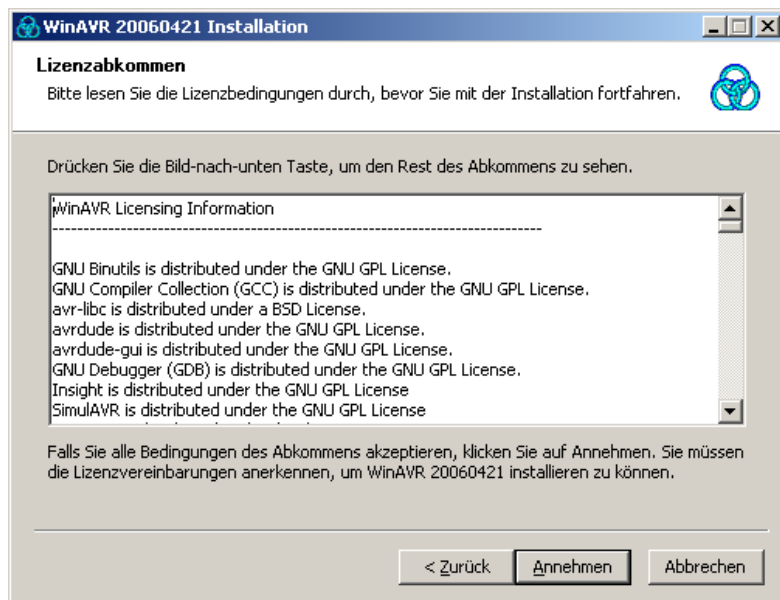 WinAVR 20060421 Installation
Lizenzabkommen
Bitte lesen Sie die Lizenzbedingungen durch, bevor Sie mit der Installation fortfahren.
Drücken Sie die Bild-nach-unten Taste, um den Rest des Abkommens zu sehen.
WinAVR Licensing Information
-------------------------------------------------------------------------------
GNU Binutils is distributed under the GNU GPL License.
GNU Compiler Collection (GCC) is distributed under the GNU GPL License.
avr-libc is distributed under a BSD License.
avrdude is distributed under the GNU GPL License.
avrdude-gui is distributed under the GNU GPL License.
GNU Debugger (GDB) is distributed under the GNU GPL License.
Insight is distributed under the GNU GPL License
SimulAVR is distributed under the GNU GPL License
Falls Sie alle Bedingungen des Abkommens akzeptieren, klicken Sie auf Annehmen. Sie müssen
die Lizenzvereinbarungen anerkennen, um WinAVR 20060421 installieren zu können.
< Zurück
Annehmen
Abbrechen